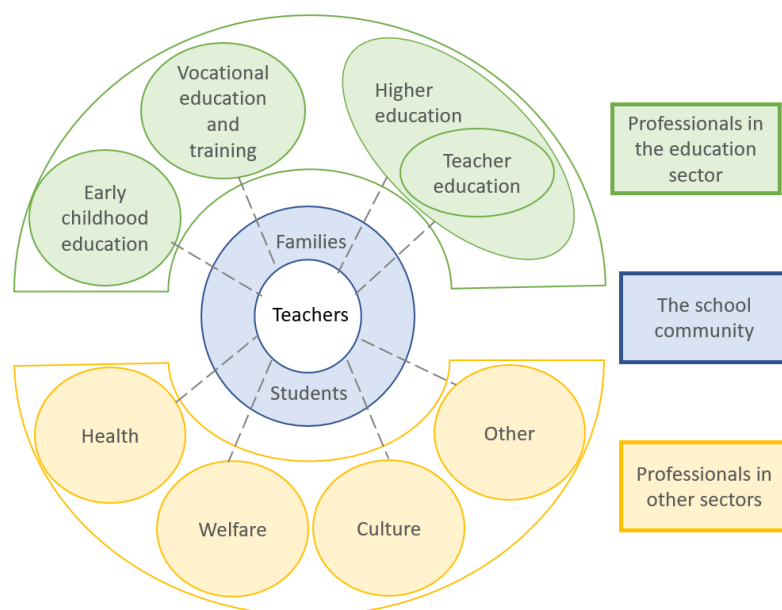 Vocational
education
and
training
Higher
education
Teacher
education
Early
childhood
education
Families
Teachers
Students
Health
Welfare
Culture
Other
Professionals in
the education
sector
The school
community
Professionals in
other sectors